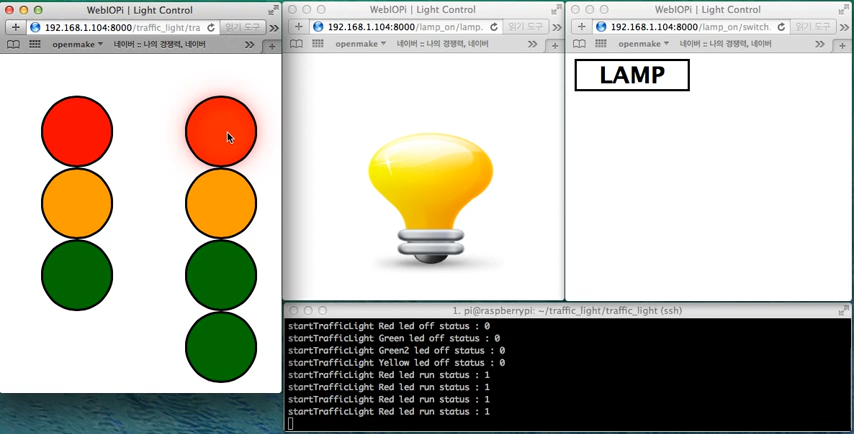 WebIOPi | Light Control
192.168.1.104:8000/traffic_light/tra
읽기 도구
openmake
네이버 :: 나의 경쟁력, 네이버
WebIOPi | Light Control
192.168.1.104:8000/lamp_on/lamp.
읽기 도구
openmake
네이버 :: 나의 경쟁력, 네이버
WebIOPi | Light Control
192.168.1.104:8000/lamp_on/switch.
읽기 도구
openmake
네이버 :: 나의 경쟁력, 네이버
LAMP
1. pi@raspberrypi: ~/traffic_light/traffic_light (ssh)
startTrafficLight Red led off status : 0
startTrafficLight Green led off status : 0
startTrafficLight Green2 led off status : 0
startTrafficLight Yellow led off status : 0
startTrafficLight Red led run status : 1
startTrafficLight Red led run status : 1
startTrafficLight Red led run status : 1
startTrafficLight Red led run status : 1